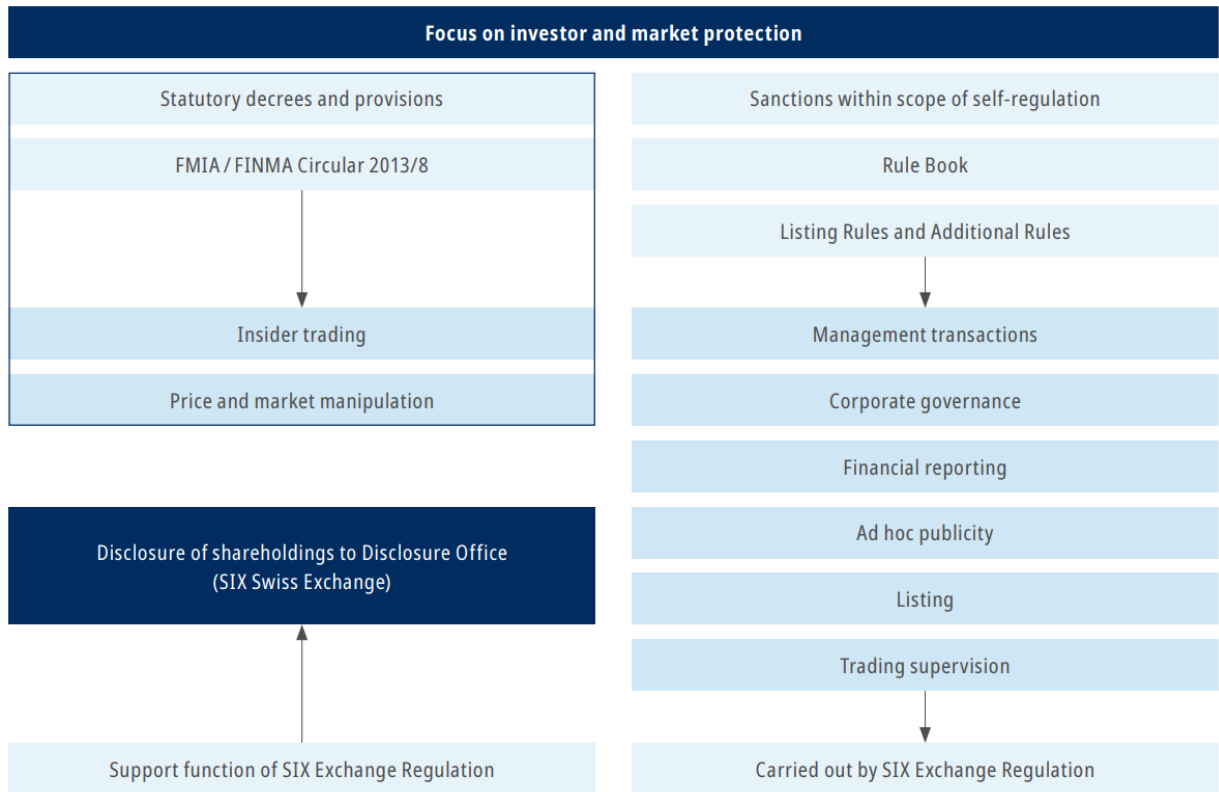 Focus on investor and market protection
Statutory decrees and provisions
FMIA / FINMA Circular 2013/8
Insider trading
Price and market manipulation
Disclosure of shareholdings to Disclosure Office
(SIX Swiss Exchange)
Support function of SIX Exchange Regulation
Sanctions within scope of self-regulation
Rule Book
Listing Rules and Additional Rules
Management transactions
Corporate governance
Financial reporting
Ad hoc publicity
Listing
Trading supervision
Carried out by SIX Exchange Regulation